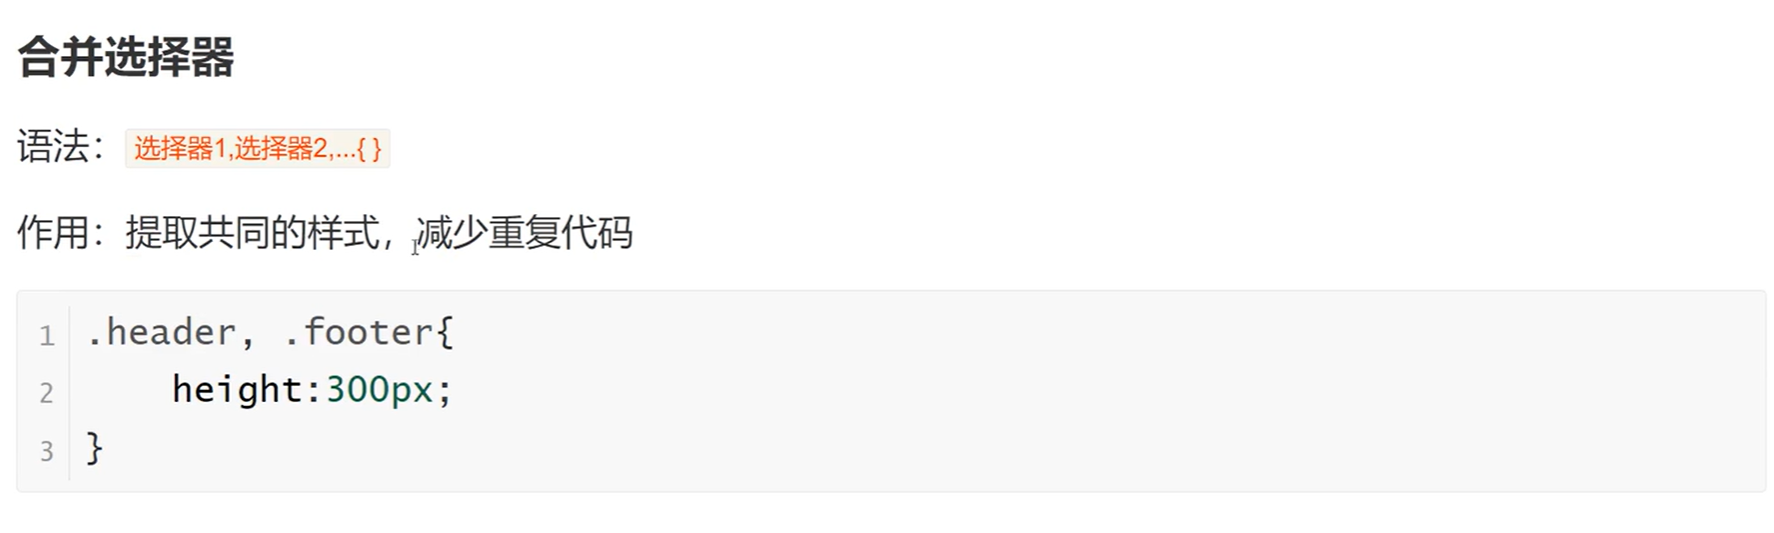 合并选择器
语法：选择器1,选择器2,...{ }
作用：提取共同的样式，减少重复代码
1 .header, .footer{
2 height:300px;
3 }